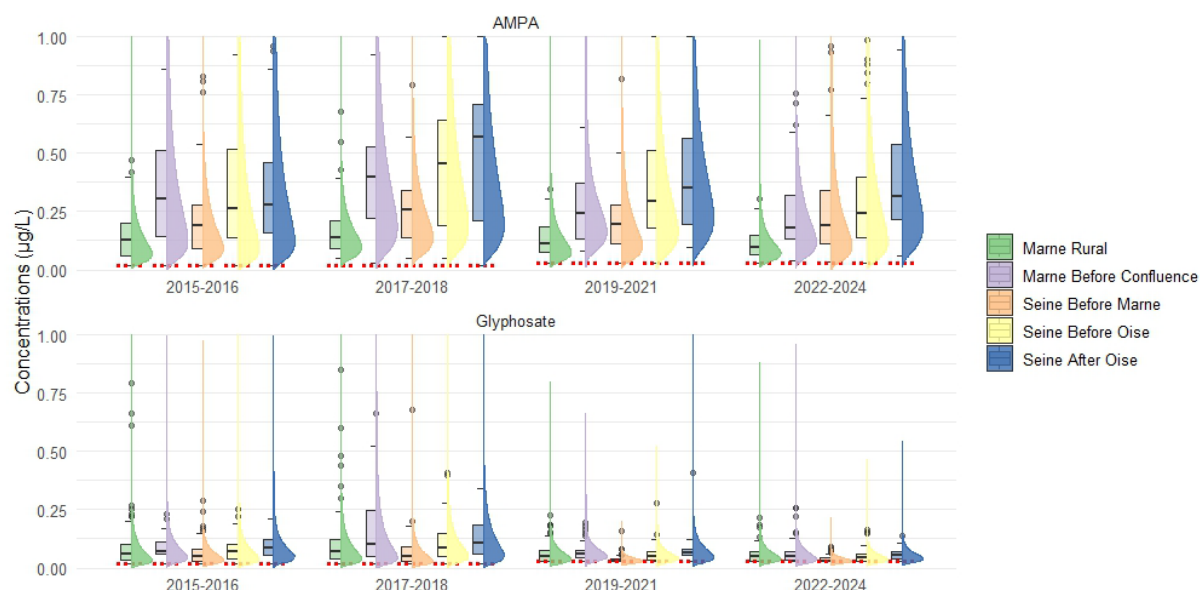 AMPA
1.00
0.75
0.50
0.25
0.00
2015-2016 2017-2018 2019-2021 2022-2024
Concentrations (µg/L)
Glyphosate
1.00
0.75
0.50
0.25
0.00
2015-2016 2017-2018 2019-2021 2022-2024
Marne Rural
Marne Before Confluence
Seine Before Marne
Seine Before Oise
Seine After Oise